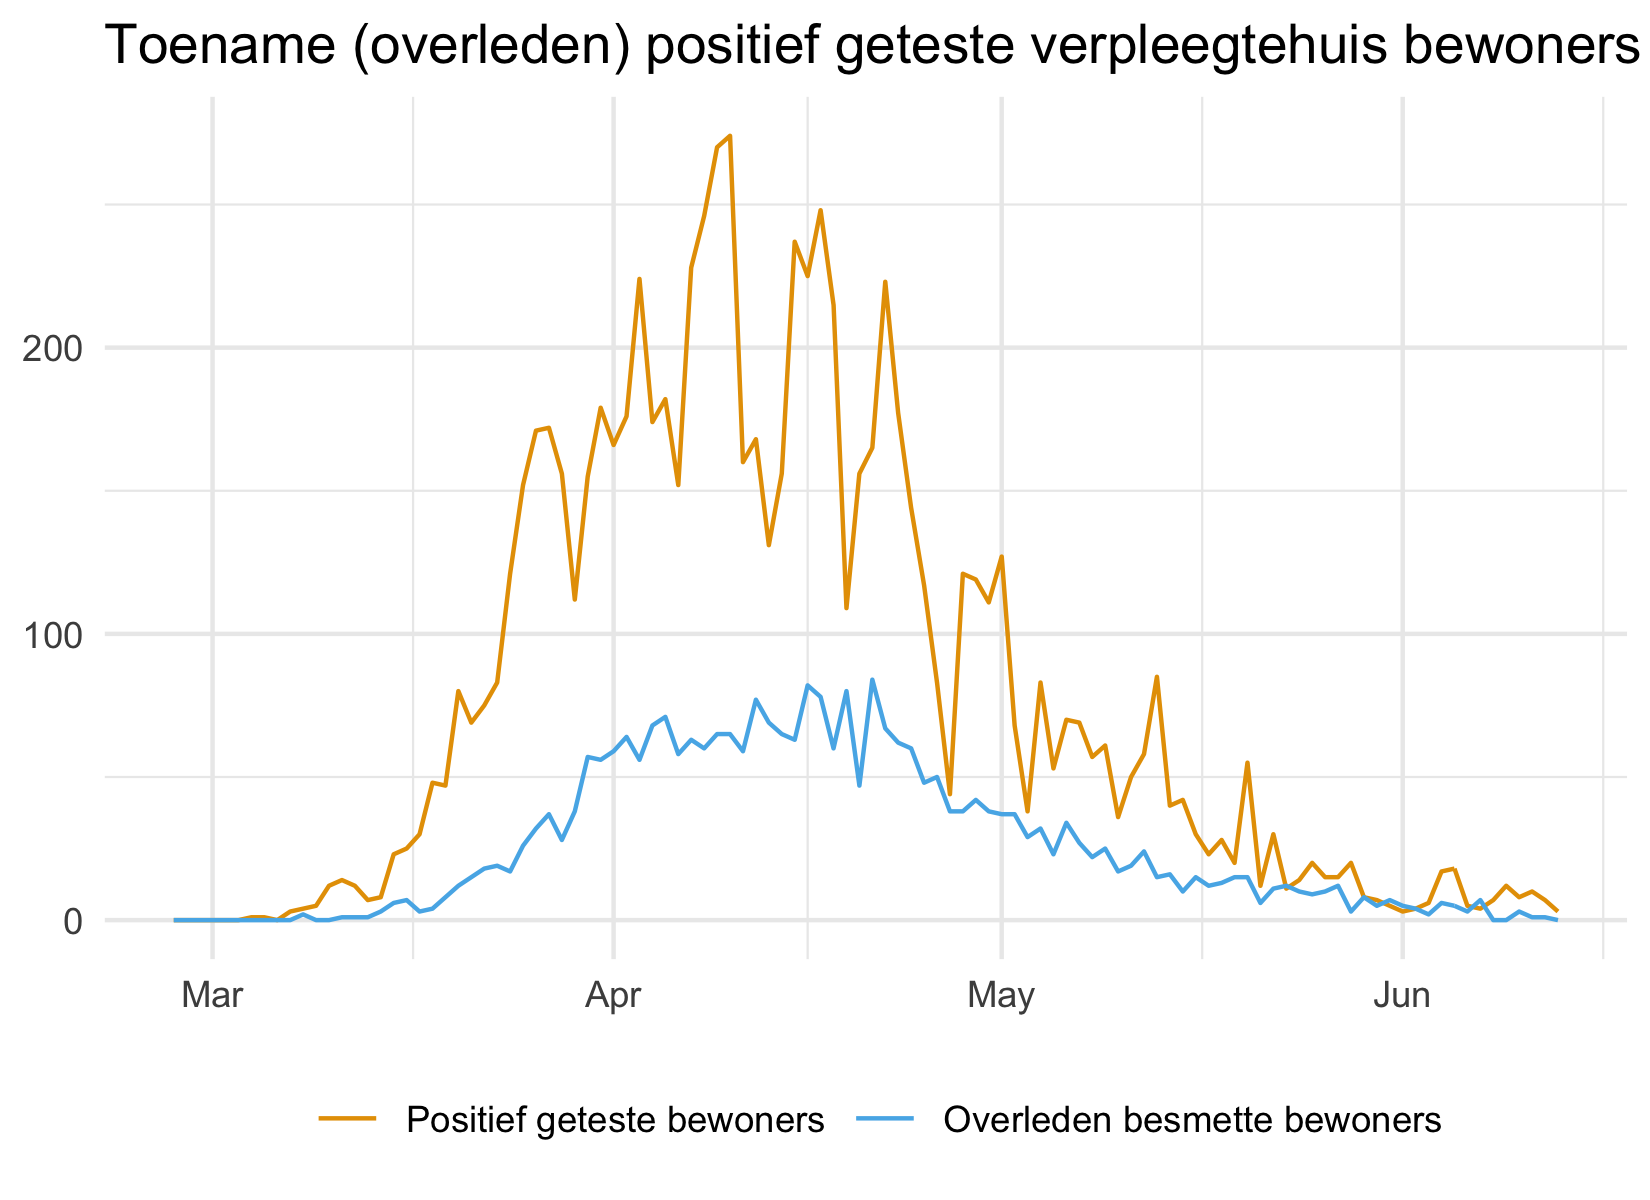 Toename (overleden) positief geteste verpleegtehuis bewoners
200
100
0
Mar Apr May Jun
Positief geteste bewoners Overleden besmette bewoners